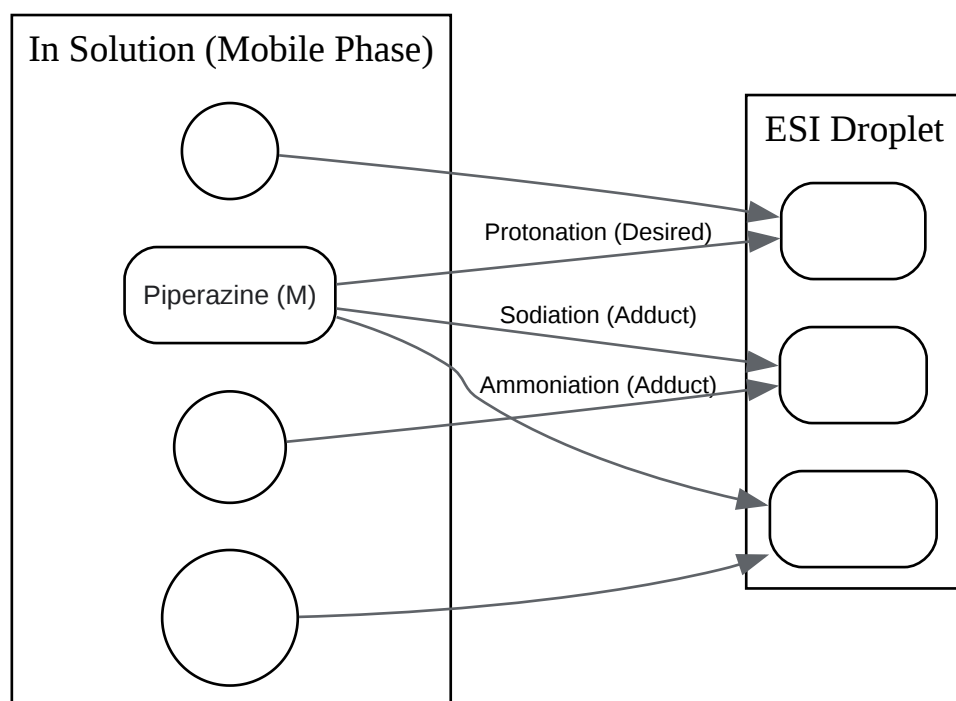 In Solution (Mobile Phase)
ESI Droplet
Protonation (Desired)
Piperazine (M)
Sodiation (Adduct)
Ammoniation (Adduct)